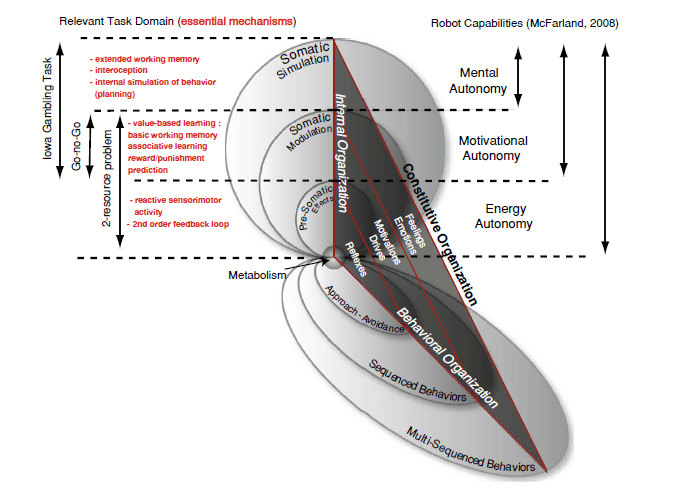 Relevant Task Domain (essential mechanisms)
Robot Capabilities (McFarland, 2008)
Iowa Gambling Task
Go-no-Go
2-resource problem
- extended working memory
- interoception
- internal simulation of behavior
(planning)
- value-based learning :
basic working memory
associative learning
reward/punishment
prediction
- reactive sensorimotor
activity
- 2nd order feedback loop
Somatic
Simulation
Somatic
Modulation
Pre-Somatic
Effects
Internal Organization
Constitutive Organization
Behavioral Organization
Mental
Autonomy
Motivational
Autonomy
Energy
Autonomy
Reflexes
Drives
Motivations
Emotions
Feelings
Metabolism
Approach - Avoidance
Sequenced Behaviors
Multi-Sequenced Behaviors